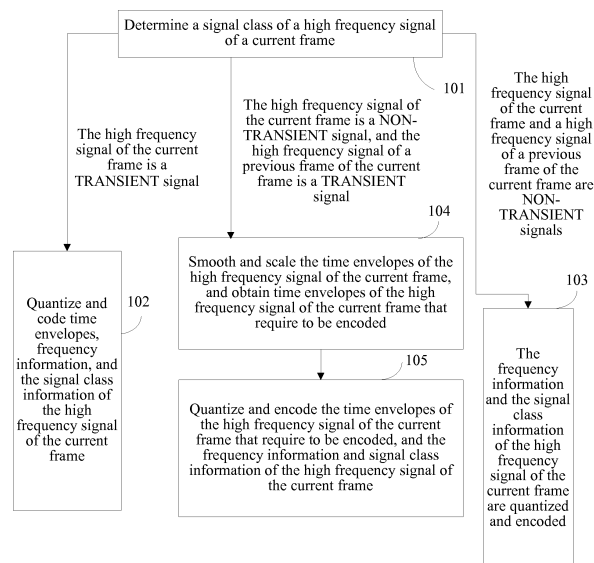 Determine a signal class of a high frequency signal
of a current frame
101
The high frequency
signal of the current
frame is a
TRANSIENT signal
The high frequency signal of
the current frame is a NON-
TRANSIENT signal, and the
high frequency signal of a
previous frame of the current
frame is a TRANSIENT
signal
The high
frequency signal
of the current
frame and a high
frequency signal
of a previous
frame of the
current frame are
NON-
TRANSIENT
signals
104
Smooth and scale the time envelopes of the
high frequency signal of the current frame,
and obtain time envelopes of the high
frequency signal of the current frame that
require to be encoded
102
Quantize and
code time
envelopes,
frequency
information, and
the signal class
information of
the high
frequency signal
of the current
frame
105
Quantize and encode the time envelopes of
the high frequency signal of the current
frame that require to be encoded, and the
frequency information and signal class
information of the high frequency signal of
the current frame
103
The
frequency
information
and the signal
class
information
of the high
frequency
signal of the
current frame
are quantized
and encoded